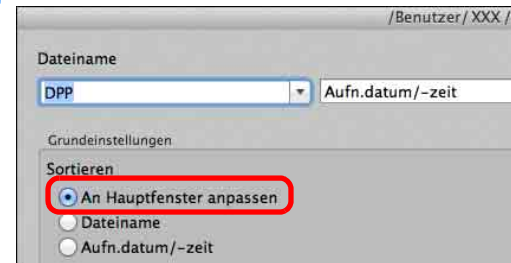 /Benutzer/ XXX /
Dateiname
DPP Aufn.datum/-zeit
Grundeinstellungen
Sortieren
An Hauptfenster anpassen
Dateiname
Aufn.datum/-zeit